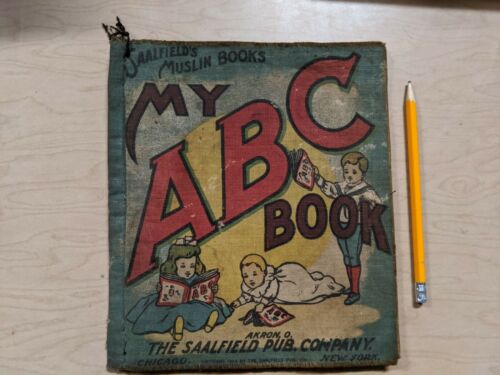 SAALFIELD'S
MUSLIN BOOKS
MY
ABC
BOOK
AKRON, O.
THE SAALFIELD PUB. COMPANY.
CHICAGO. NEW YORK.